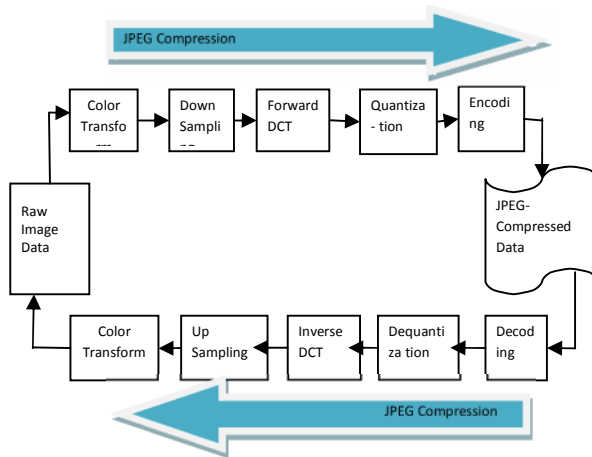 JPEG Compression
Color
Transfo
Down
Sampli
Forward
DCT
Quantiza
- tion
Encodi
ng
Raw
Image
Data
JPEG-
Compressed
Data
Color
Transform
Up
Sampling
Inverse
DCT
Dequanti
iza tion
Decod
ing
JPEG Compression